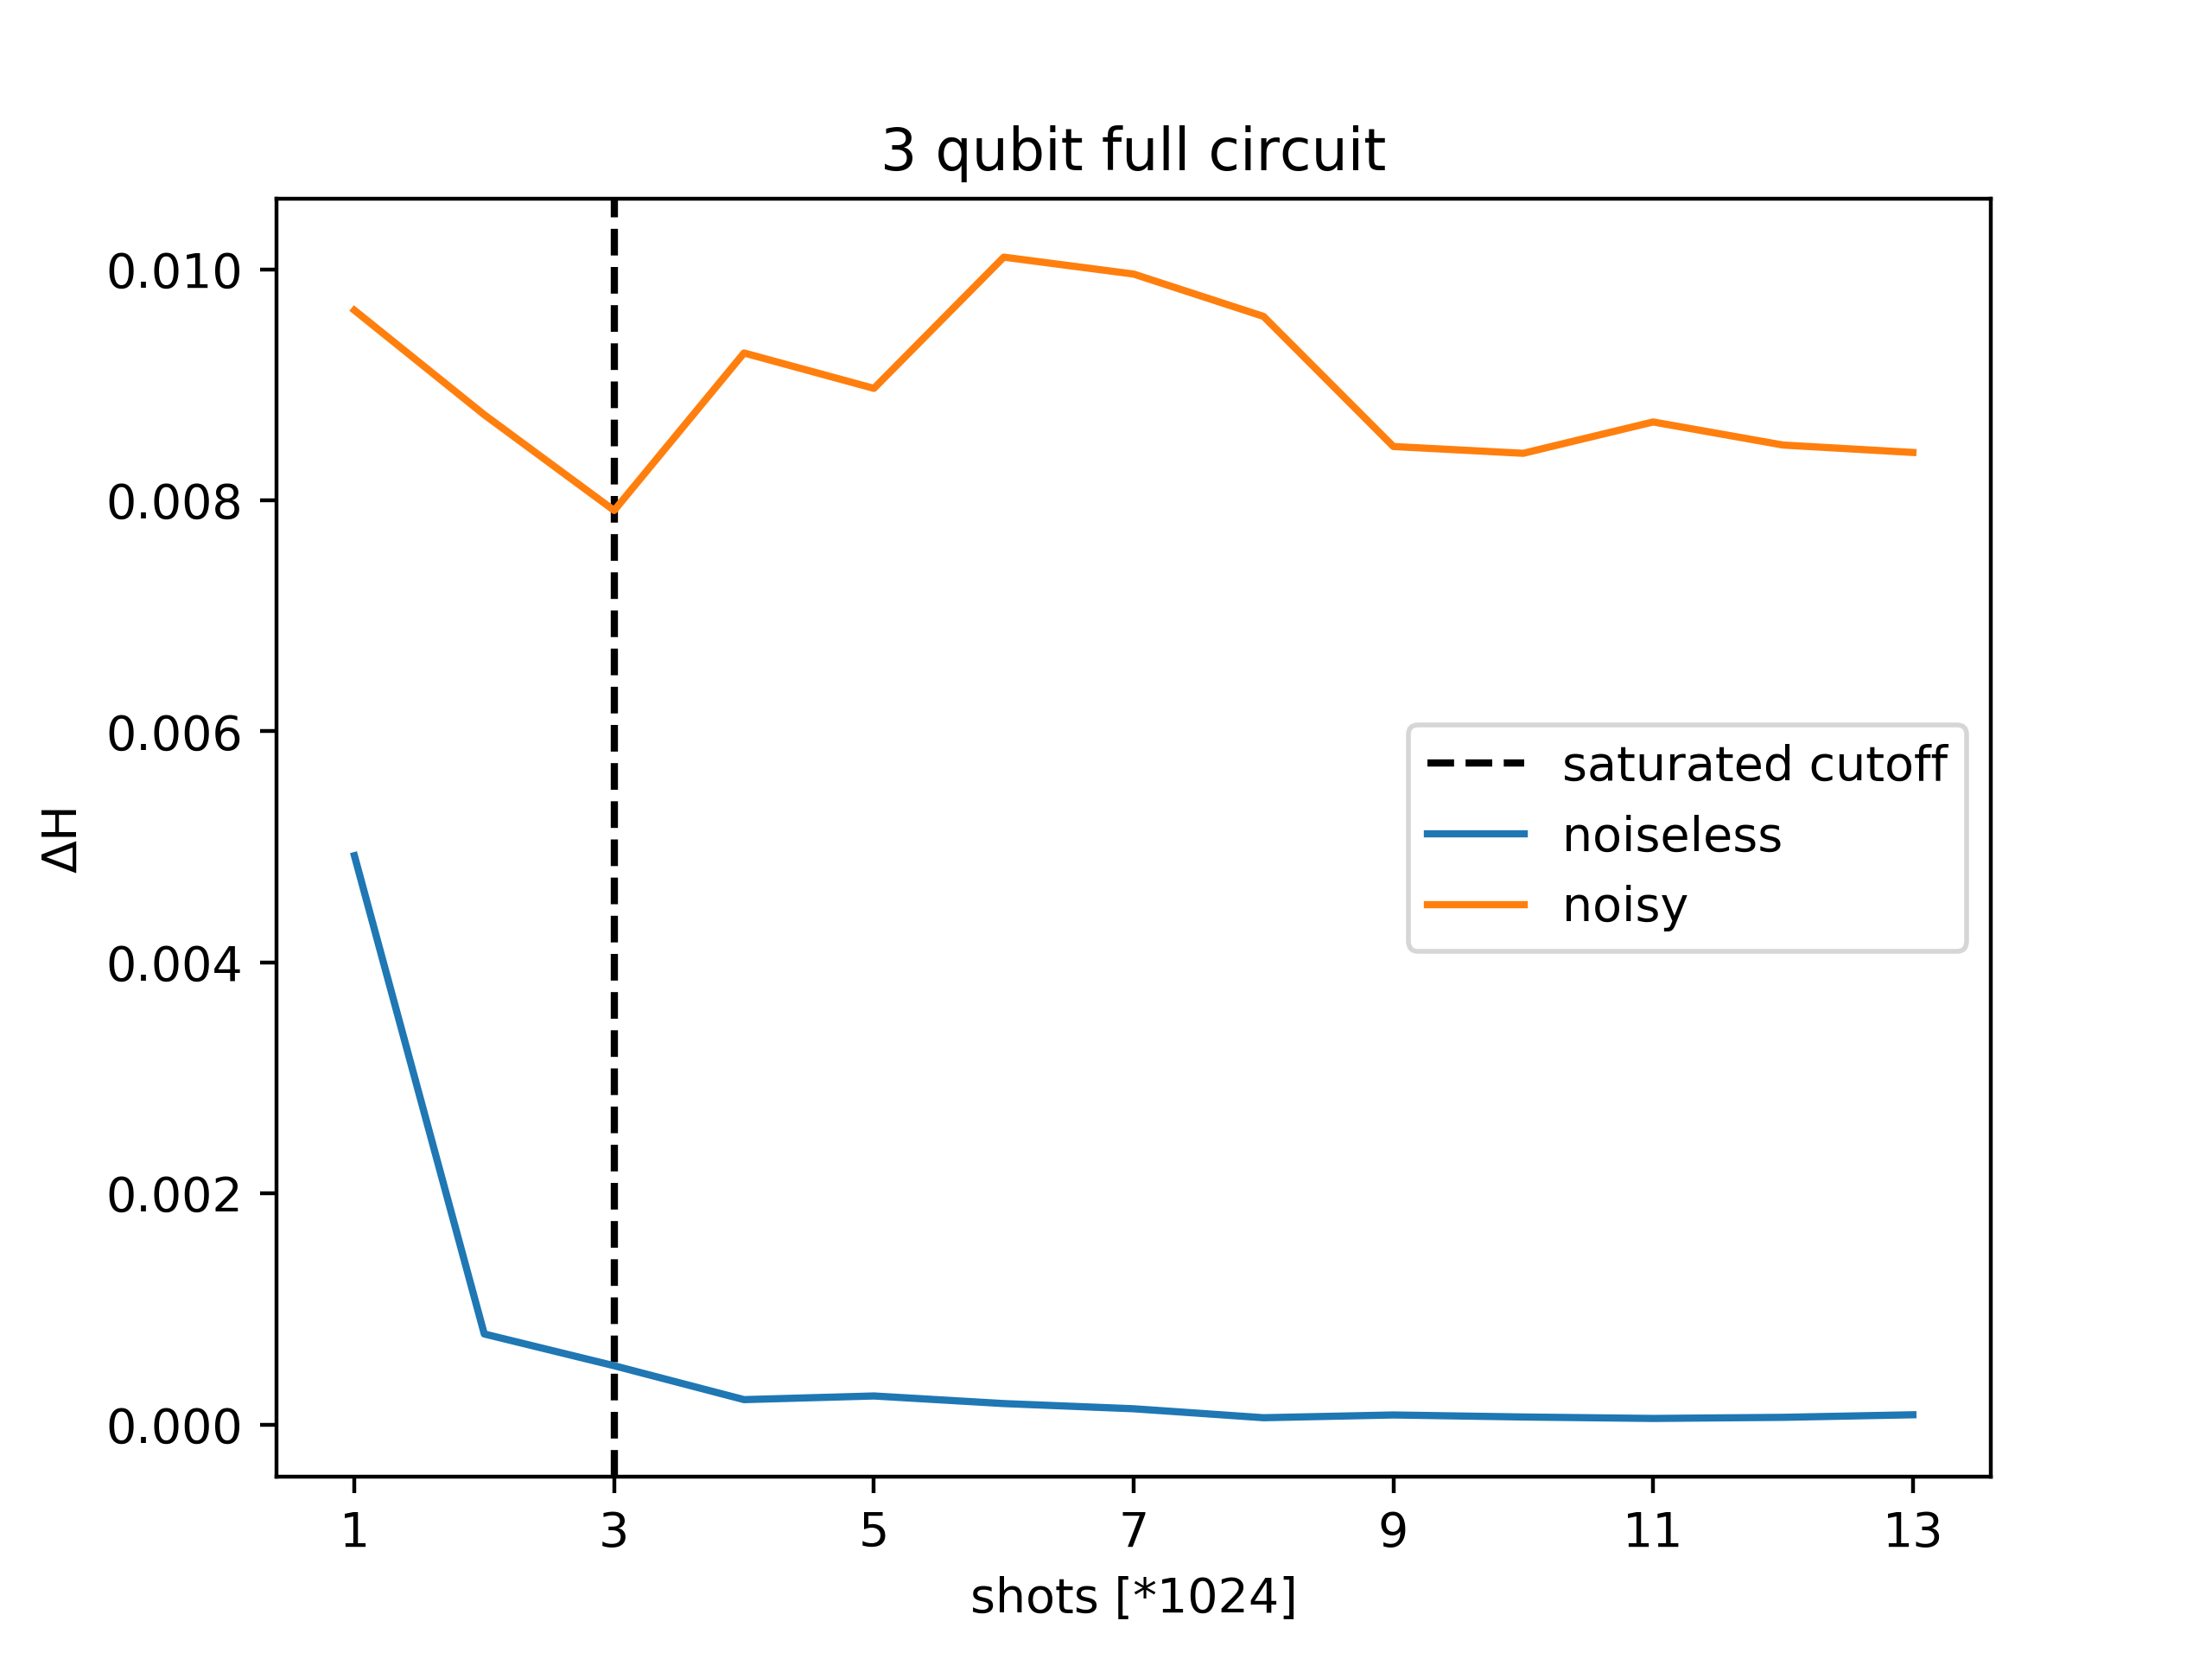 3 qubit full circuit
0.010
0.008
0.006
0.004
0.002
0.000
ΔH
saturated cutoff
noiseless
noisy
1 3 5 7 9 11 13
shots [*1024]